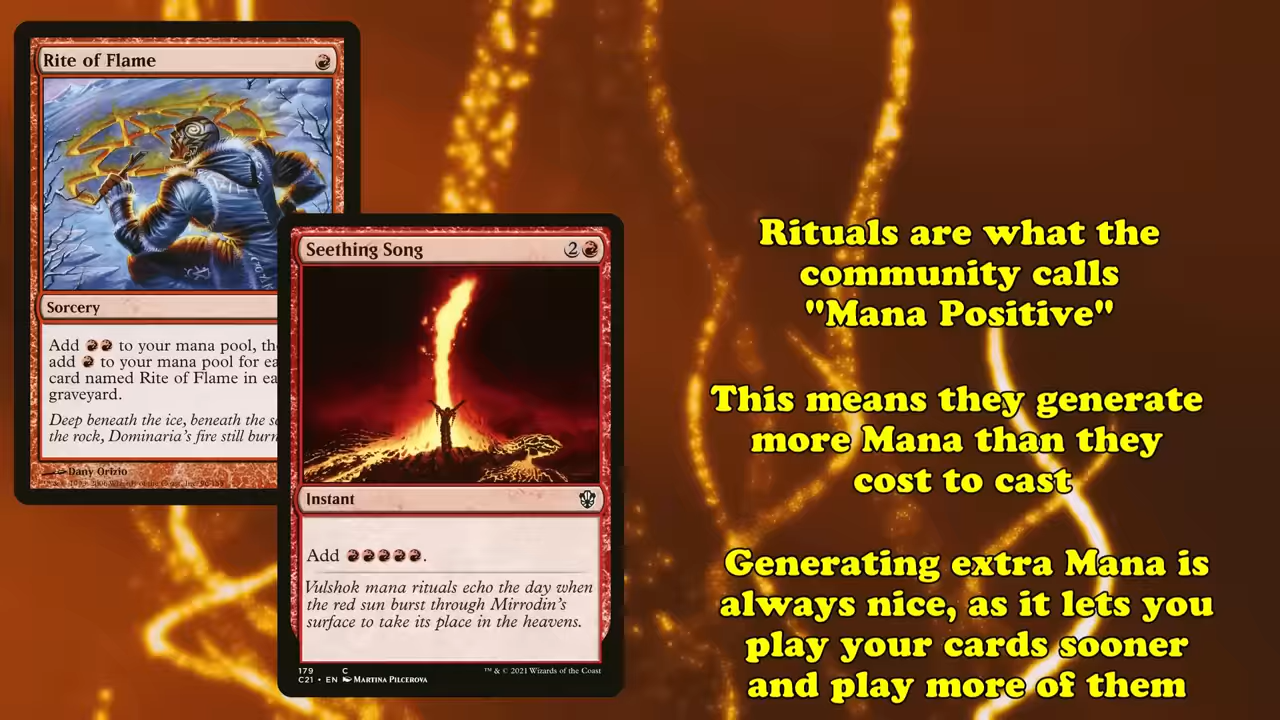 Rite of Flame
Sorcery
Add to your mana pool, the
add to your mana pool for ea
card named Rite of Flame in ea
graveyard.
Deep beneath the ice, beneath the
the rock, Dominaria's fire still burn
Dany Orizio
Seething Song 2
Instant
Add .
Vulshok mana rituals echo the day when
the red sun burst through Mirrodin's
surface to take its place in the heavens.
179 C
C21 • EN Martina Pilcerova
™ & © 2021 Wizards of the Coast
Rituals are what the
community calls
"Mana Positive"
This means they generate
more Mana than they
cost to cast
Generating extra Mana is
always nice, as it lets you
play your cards sooner
and play more of them